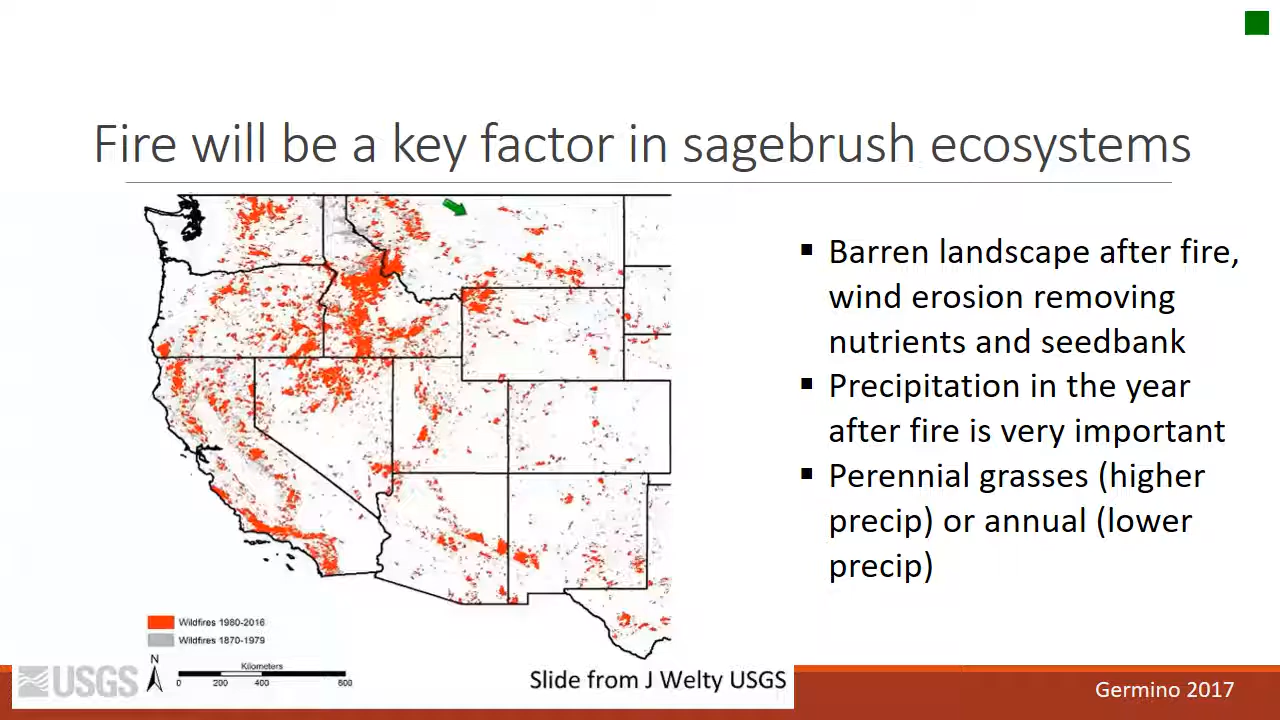 Fire will be a key factor in sagebrush ecosystems
▪ Barren landscape after fire,
wind erosion removing
nutrients and seedbank
▪ Precipitation in the year
after fire is very important
▪ Perennial grasses (higher
precip) or annual (lower
precip)
Wildfires 1980-2016
Wildfires 1870-1979
N
Kilometers
0 200 400 600
USGS
Slide from J Welty USGS
Germino 2017